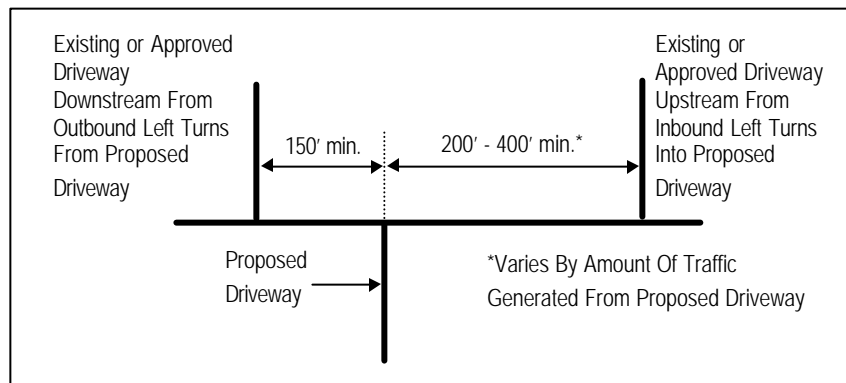 Existing or Approved
Driveway
Downstream From
Outbound Left Turns
From Proposed
Driveway
150' min.
200' - 400' min.*
Existing or
Approved Driveway
Upstream From
Inbound Left Turns
Into Proposed
Driveway
Proposed
Driveway
*Varies By Amount Of Traffic
Generated From Proposed Driveway